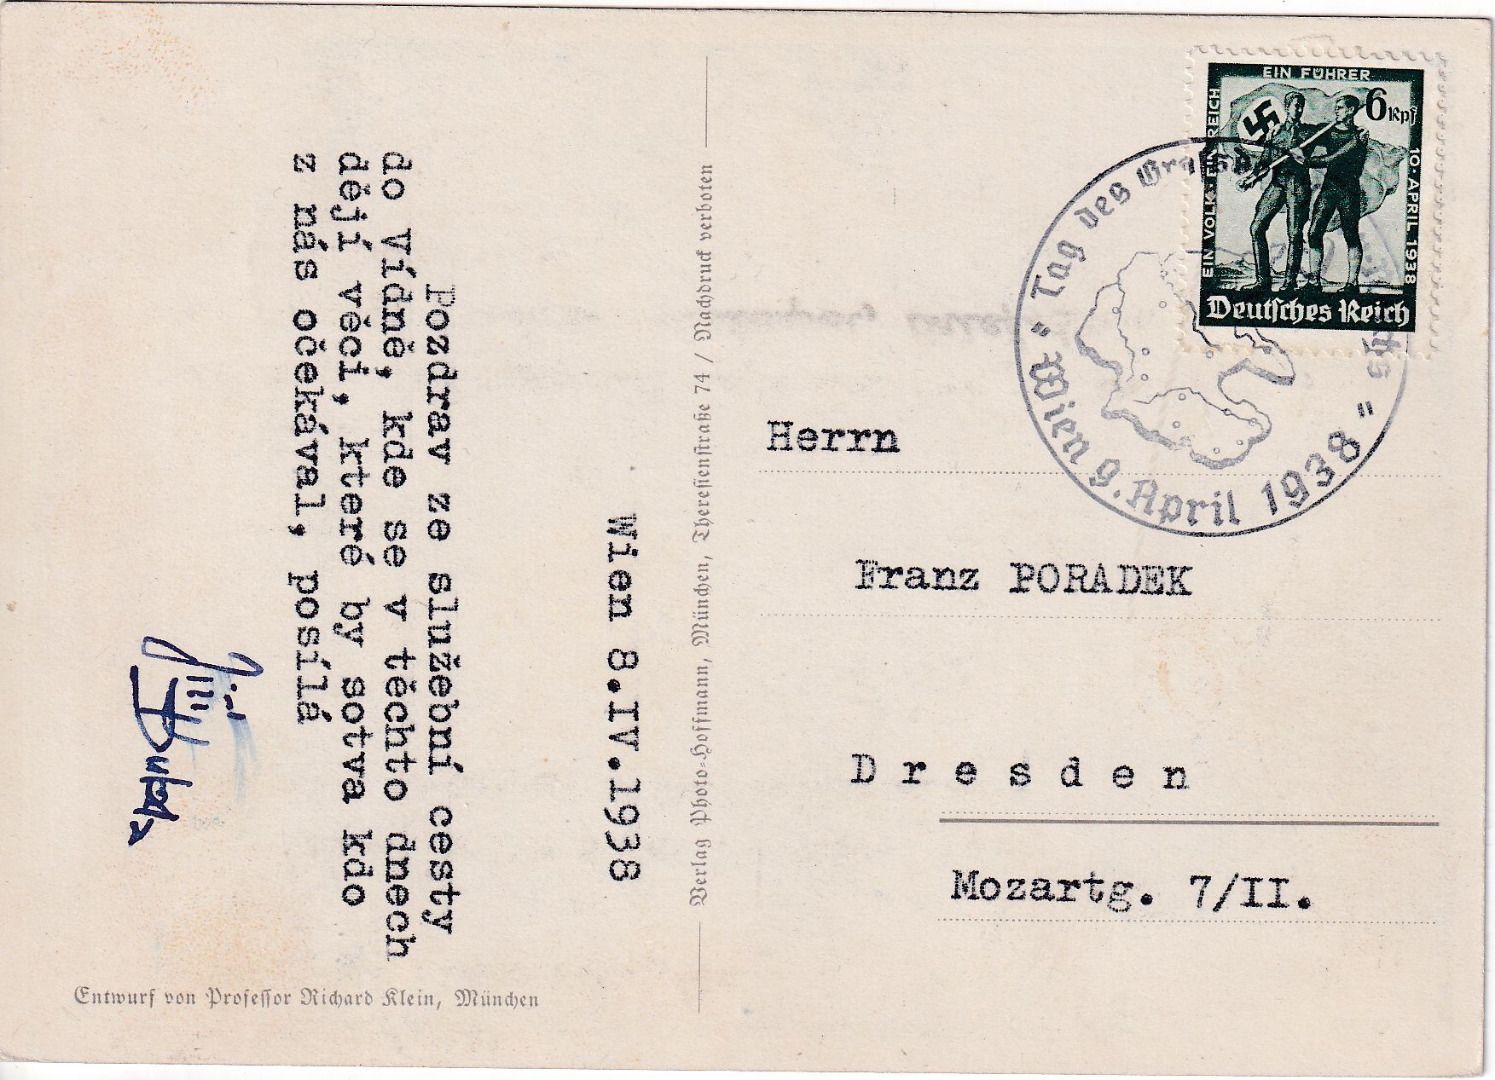 EIN FÜHRER
EIN VOLK EIN REICH
10. APRIL 1938
6 Rpf
Deutsches Reich
"Tag des Großd
chs"
Wien 9. April 1938
Herrn
Franz PORADEK
Dresden
Mozartg. 7/II.
Verlag Photo-Hoffmann, München, Theresienstraße 74 / Nachdruck verboten
Wien 8.IV.1938
Pozdrav ze služební cesty
do Vídně, kde se v těchto dnech
dějí věci, které by sotva kdo
z nás očekával, posílá
Entwurf von Professor Richard Klein, München